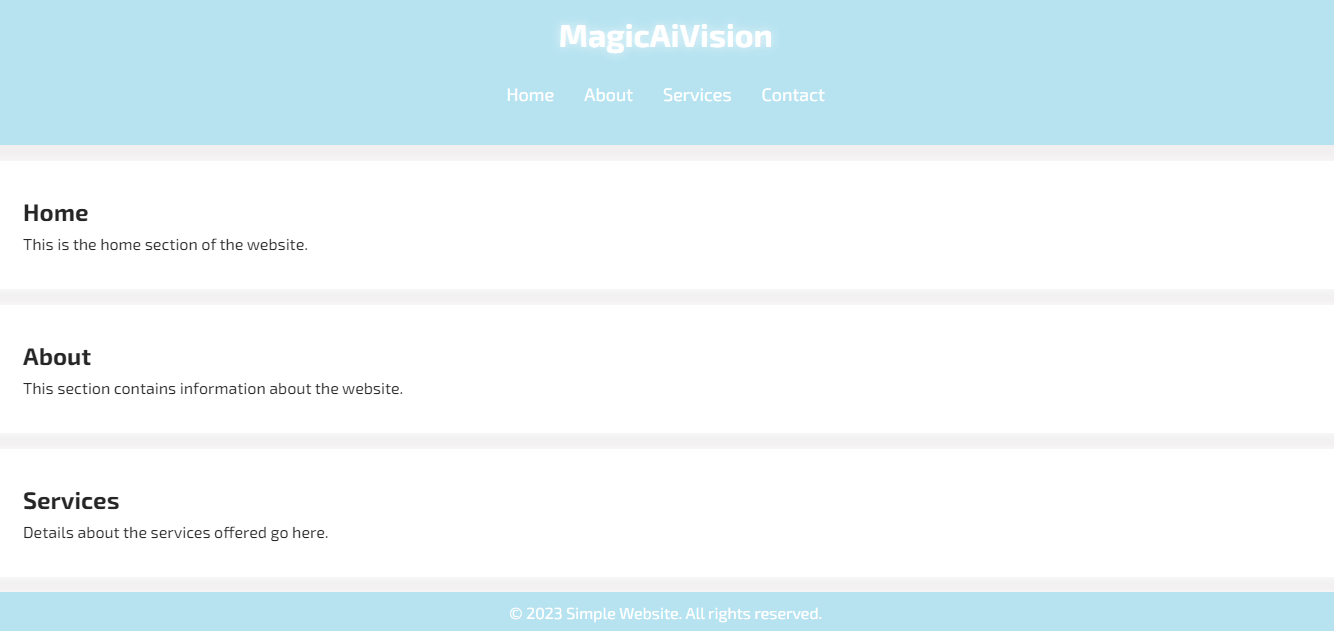 MagicAiVision
Home About Services Contact
Home
This is the home section of the website.
About
This section contains information about the website.
Services
Details about the services offered go here.
© 2023 Simple Website. All rights reserved.